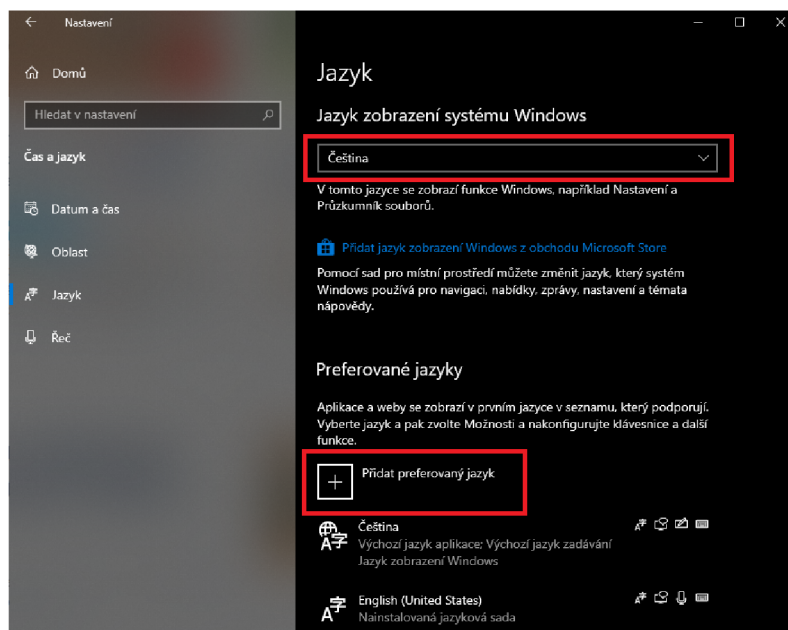 Nastavení
Domů
Hledat v nastavení
Čas a jazyk
Datum a čas
Oblast
Jazyk
Řeč
Jazyk
Jazyk zobrazení systému Windows
Čeština
V tomto jazyce se zobrazí funkce Windows, například Nastavení a
Průzkumník souborů.
Přidat jazyk zobrazení Windows z obchodu Microsoft Store
Pomocí sad pro místní prostředí můžete změnit jazyk, který systém
Windows používá pro navigaci, nabídky, zprávy, nastavení a témata
nápovědy.
Preferované jazyky
Aplikace a weby se zobrazí v prvním jazyce v seznamu, který podporují.
Vyberte jazyk a pak zvolte Možnosti a nakonfigurujte klávesnice a další
funkce.
Přidat preferovaný jazyk
Čeština
Výchozí jazyk aplikace; Výchozí jazyk zadávání
Jazyk zobrazení Windows
English (United States)
Nainstalovaná jazyková sada